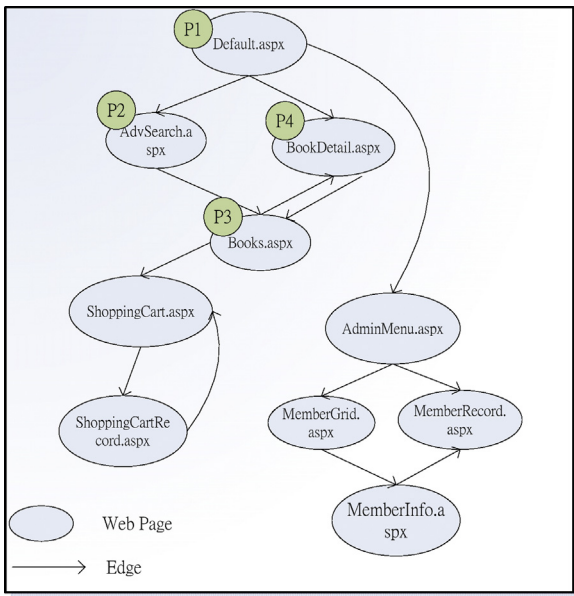 P1
Default.aspx
P2
AdvSearch.a
spx
P4
BookDetail.aspx
P3
Books.aspx
ShoppingCart.aspx
AdminMenu.aspx
ShoppingCartRe
cord.aspx
MemberGrid.
aspx
MemberRecord.
aspx
MemberInfo.a
spx
Web Page
Edge